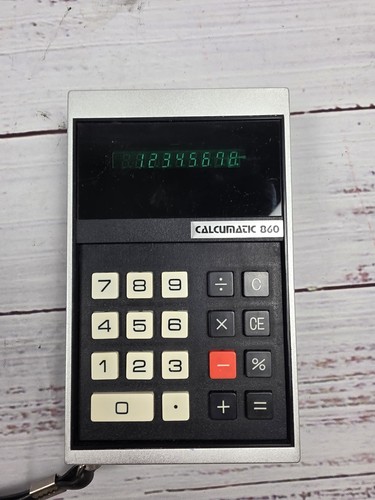 12345678.
CALCUMATIC 860
7 8 9 ÷ C
4 5 6 × CE
1 2 3 − %
0 . + =